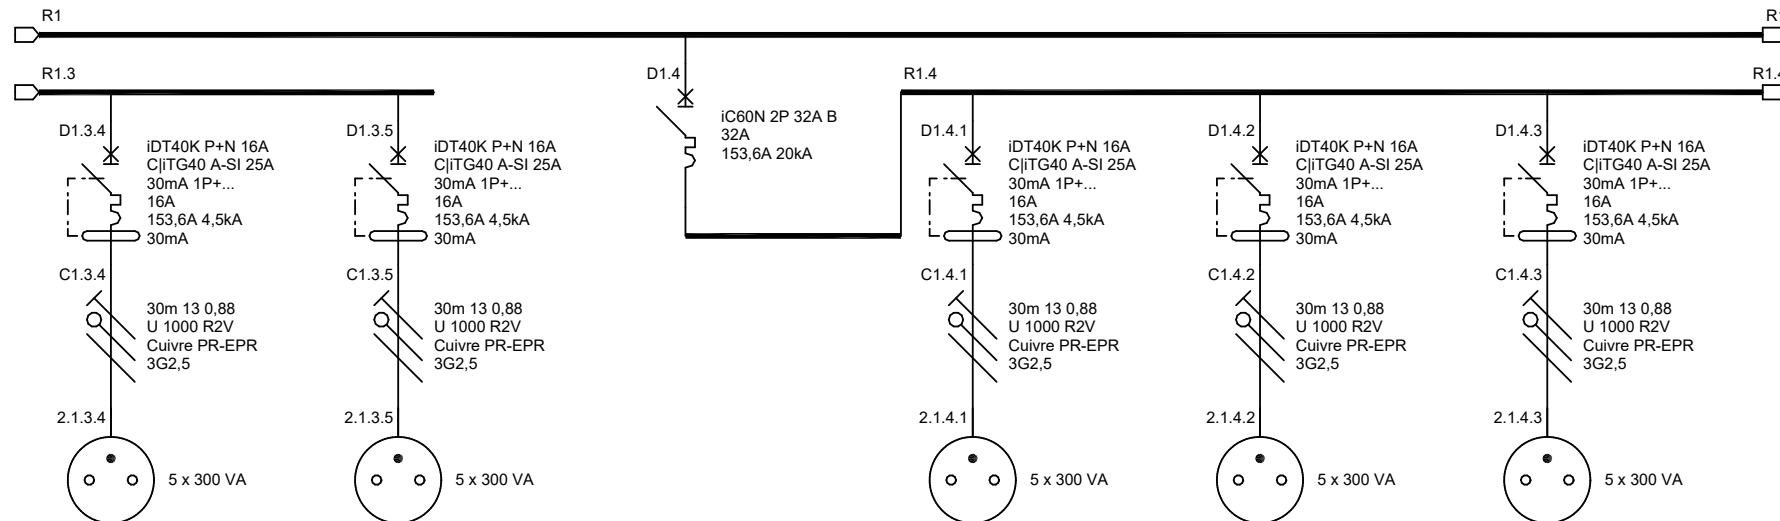 R1
R1
R1.3
D1.4
R1.4
R1.4
iC60N 2P 32A B
32A
153,6A 20kA
D1.3.4
iDT40K P+N 16A
C|iTG40 A-SI 25A
30mA 1P+...
16A
153,6A 4,5kA
30mA
D1.3.5
iDT40K P+N 16A
C|iTG40 A-SI 25A
30mA 1P+...
16A
153,6A 4,5kA
30mA
D1.4.1
iDT40K P+N 16A
C|iTG40 A-SI 25A
30mA 1P+...
16A
153,6A 4,5kA
30mA
D1.4.2
iDT40K P+N 16A
C|iTG40 A-SI 25A
30mA 1P+...
16A
153,6A 4,5kA
30mA
D1.4.3
iDT40K P+N 16A
C|iTG40 A-SI 25A
30mA 1P+...
16A
153,6A 4,5kA
30mA
C1.3.4
30m 13 0,88
U 1000 R2V
Cuivre PR-EPR
3G2,5
C1.3.5
30m 13 0,88
U 1000 R2V
Cuivre PR-EPR
3G2,5
C1.4.1
30m 13 0,88
U 1000 R2V
Cuivre PR-EPR
3G2,5
C1.4.2
30m 13 0,88
U 1000 R2V
Cuivre PR-EPR
3G2,5
C1.4.3
30m 13 0,88
U 1000 R2V
Cuivre PR-EPR
3G2,5
2.1.3.4
5 x 300 VA
2.1.3.5
5 x 300 VA
2.1.4.1
5 x 300 VA
2.1.4.2
5 x 300 VA
2.1.4.3
5 x 300 VA